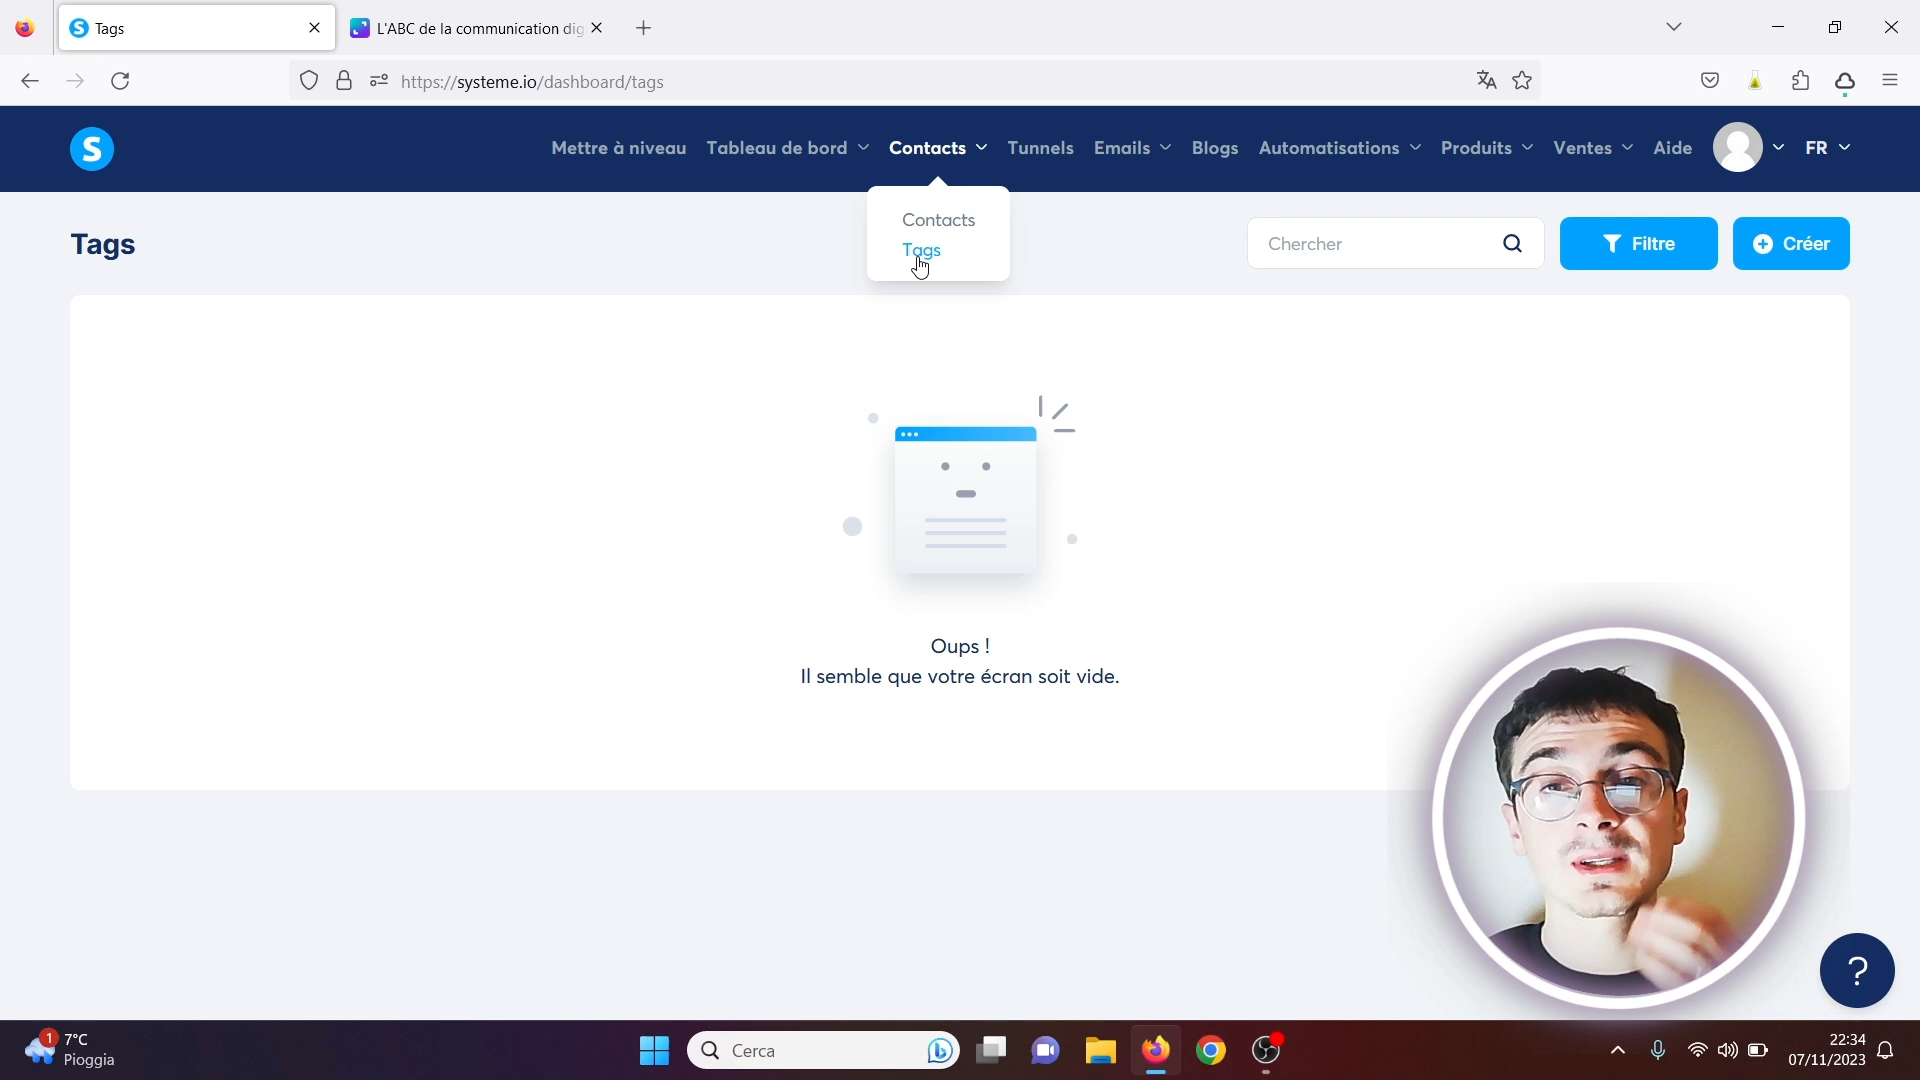 Tags
L'ABC de la communication dig
https://systeme.io/dashboard/tags
S
Mettre à niveau
Tableau de bord
Contacts
Tunnels
Emails
Blogs
Automatisations
Produits
Ventes
Aide
FR
Contacts
Tags
Tags
Chercher
Filtre
Créer
Oups !
Il semble que votre écran soit vide.
?
1
7°C
Pioggia
Cerca
22:34
07/11/2023